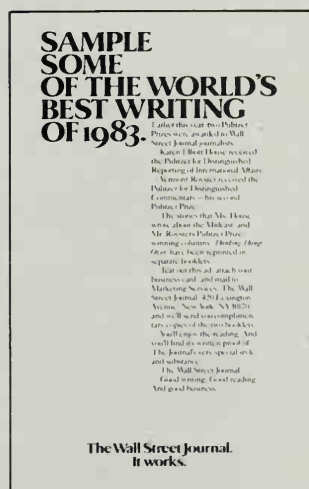 SAMPLE
SOME
OF THE WORLD'S
BEST WRITING
OF 1983.
Earlier this year, two Pulitzer
Prizes were awarded to Wall
Street Journal journalists.
Karen Elliott House received
the Pulitzer for Distinguished
Reporting of International Affairs.
Vermont Royster received the
Pulitzer for Distinguished
Commentary — his second
Pulitzer Prize.
The stories that Ms. House
wrote about the Mideast and
Mr. Royster's Pulitzer Prize-
winning columns, Thinking Things
Over, have been reprinted in
separate booklets.
Tear out this ad, attach your
business card, and mail to
Marketing Services, The Wall
Street Journal, 420 Lexington
Avenue, New York, NY 10170
and we'll send you complimen-
tary copies of the two booklets.
You'll enjoy the reading. And
you'll find its written proof of
The Journal's very special style
and substance.
The Wall Street Journal.
Good writing. Good reading.
And good business.
The Wall Street Journal.
It works.